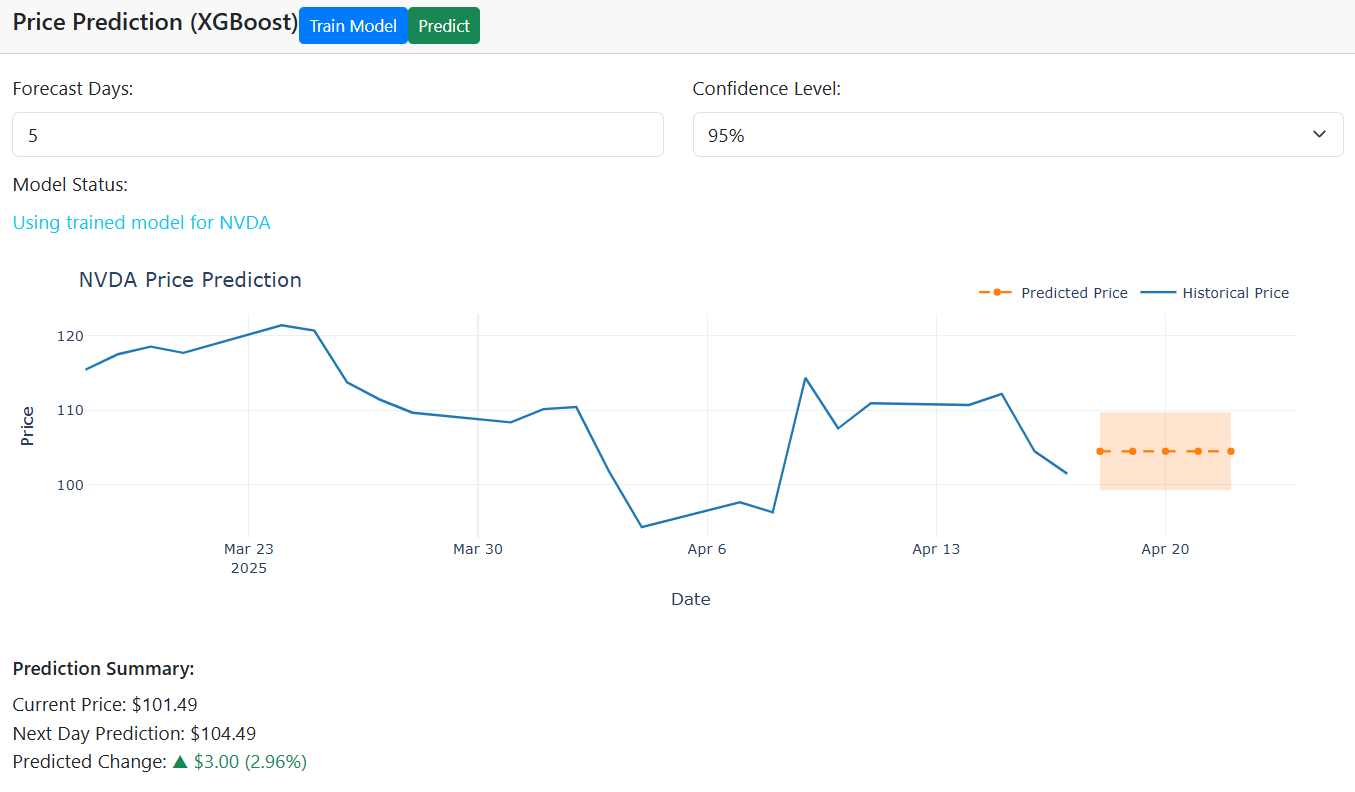 Price Prediction (XGBoost) Train Model Predict
Forecast Days: Confidence Level:
5 95%
Model Status:
Using trained model for NVDA
NVDA Price Prediction
Predicted Price Historical Price
120
110
100
Price
Mar 23 Mar 30 Apr 6 Apr 13 Apr 20
2025
Date
Prediction Summary:
Current Price: $101.49
Next Day Prediction: $104.49
Predicted Change: ▲ $3.00 (2.96%)